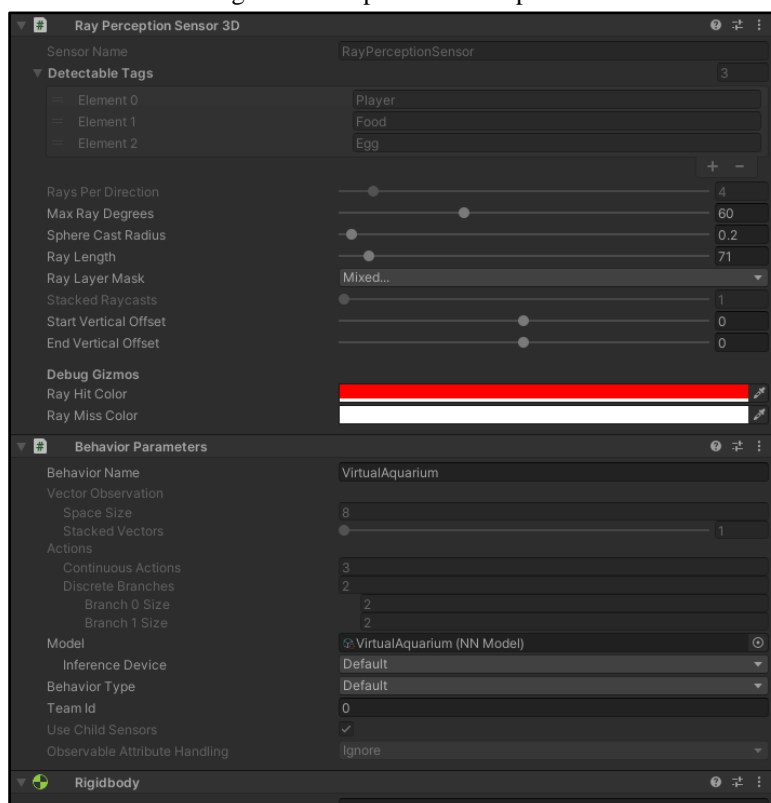 Ray Perception Sensor 3D
Sensor Name RayPerceptionSensor
Detectable Tags 3
Element 0 Player
Element 1 Food
Element 2 Egg
+ −
Rays Per Direction 4
Max Ray Degrees 60
Sphere Cast Radius 0.2
Ray Length 71
Ray Layer Mask Mixed...
Stacked Raycasts 1
Start Vertical Offset 0
End Vertical Offset 0
Debug Gizmos
Ray Hit Color
Ray Miss Color
# Behavior Parameters
Behavior Name VirtualAquarium
Vector Observation
Space Size 8
Stacked Vectors 1
Actions
Continuous Actions 3
Discrete Branches 2
Branch 0 Size 2
Branch 1 Size 2
Model VirtualAquarium (NN Model)
Inference Device Default
Behavior Type Default
Team Id 0
Use Child Sensors
Observable Attribute Handling Ignore
Rigidbody